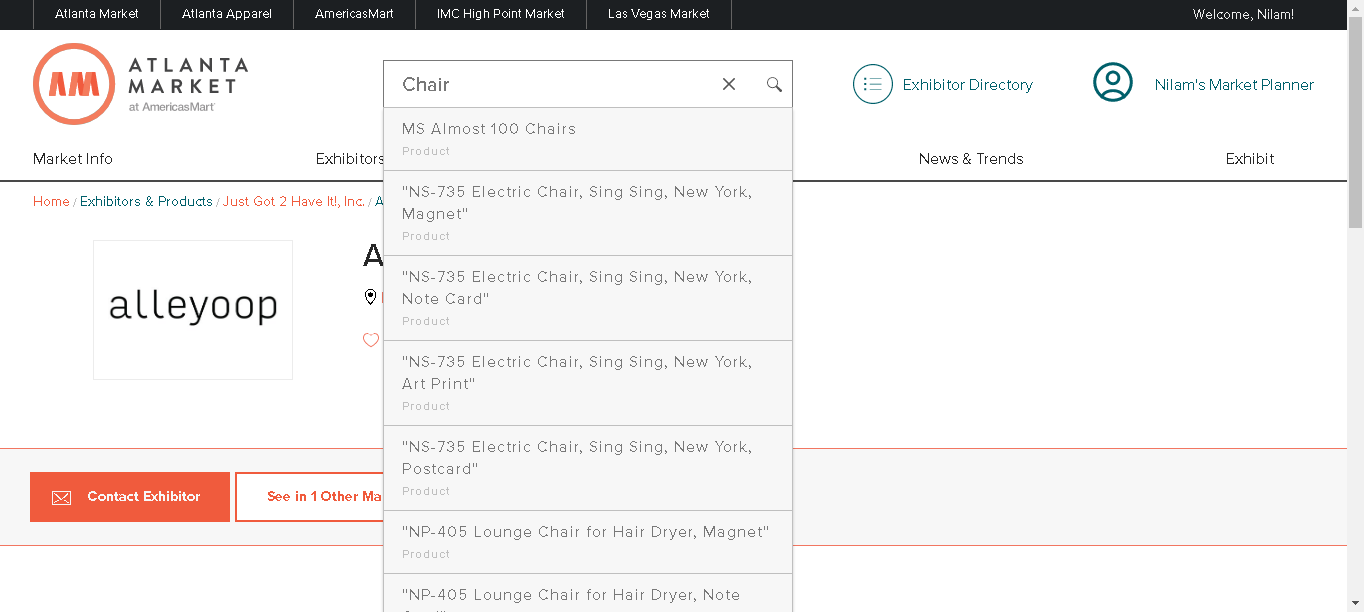 Atlanta Market
Atlanta Apparel
AmericasMart
IMC High Point Market
Las Vegas Market
Welcome, Nilam!
AM
ATLANTA
MARKET
at AmericasMart
Chair
Exhibitor Directory
Nilam's Market Planner
Market Info
Exhibitors
News & Trends
Exhibit
Home / Exhibitors & Products / Just Got 2 Have It!, Inc. / A
alleyoop
A
MS Almost 100 Chairs
Product
"NS-735 Electric Chair, Sing Sing, New York,
Magnet"
Product
"NS-735 Electric Chair, Sing Sing, New York,
Note Card"
Product
"NS-735 Electric Chair, Sing Sing, New York,
Art Print"
Product
"NS-735 Electric Chair, Sing Sing, New York,
Postcard"
Product
"NP-405 Lounge Chair for Hair Dryer, Magnet"
Product
"NP-405 Lounge Chair for Hair Dryer, Note
Contact Exhibitor
See in 1 Other Ma